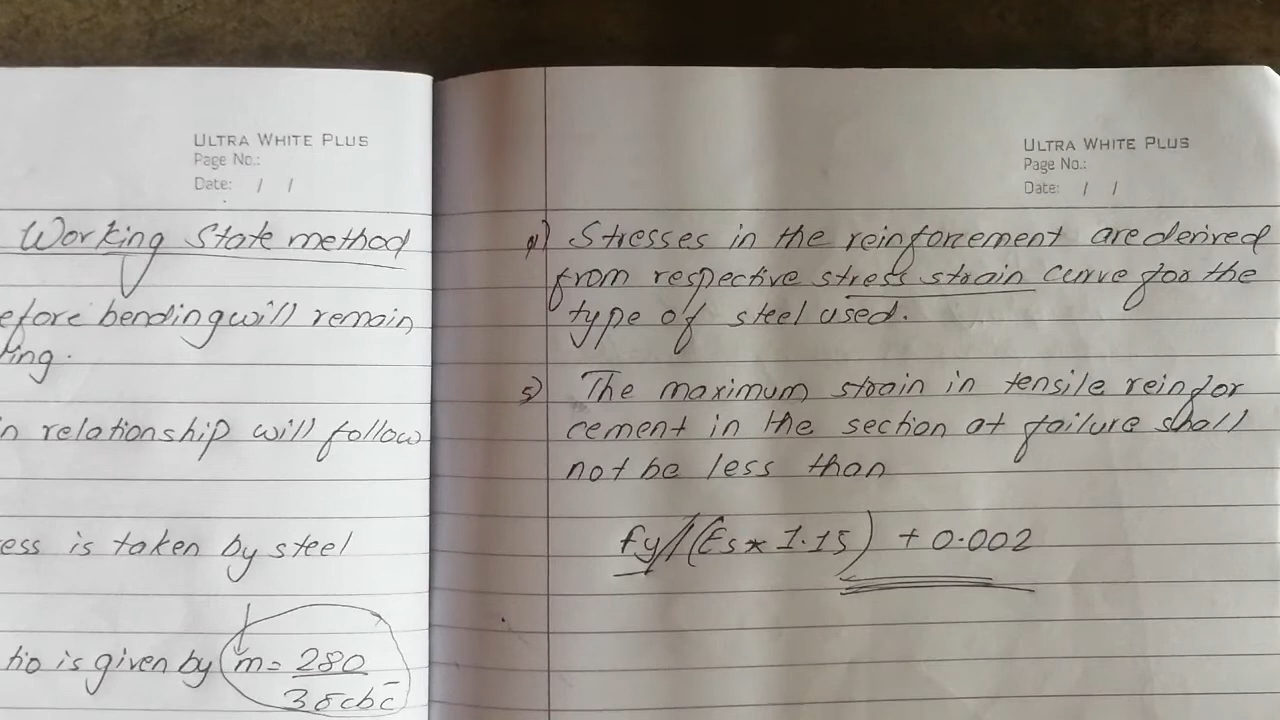 ULTRA WHITE PLUS
Page No.:
Date: / /
Working State method
efore bending will remain
king.
n relationship will follow
ess is taken by steel
tio is given by m = 280
3σcbc
ULTRA WHITE PLUS
Page No.:
Date: / /
4) Stresses in the reinforcement are derived
from respective stress strain curve for the
type of steel used.
5) The maximum strain in tensile reinfor
cement in the section at failure shall
not be less than
fy/(Es* 1.15) + 0.002